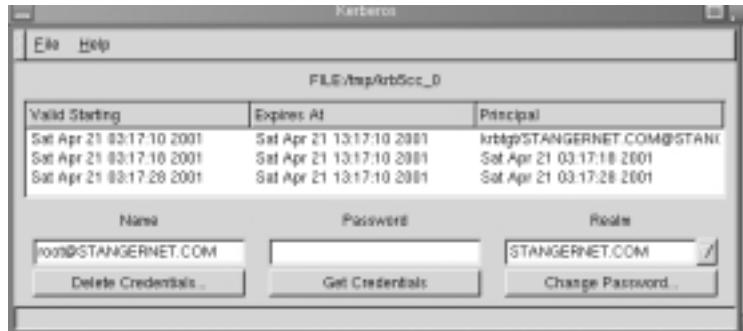 Kerberos
File Help
FILE:/tmp/krb5cc_0
Valid Starting Expires At Principal
Sat Apr 21 03:17:10 2001 Sat Apr 21 13:17:10 2001 krbtgt/STANGERNET.COM@STANG
Sat Apr 21 03:17:18 2001 Sat Apr 21 13:17:10 2001 Sat Apr 21 03:17:18 2001
Sat Apr 21 03:17:28 2001 Sat Apr 21 13:17:10 2001 Sat Apr 21 03:17:28 2001
Name Password Realm
root@STANGERNET.COM STANGERNET.COM
Delete Credentials... Get Credentials Change Password...